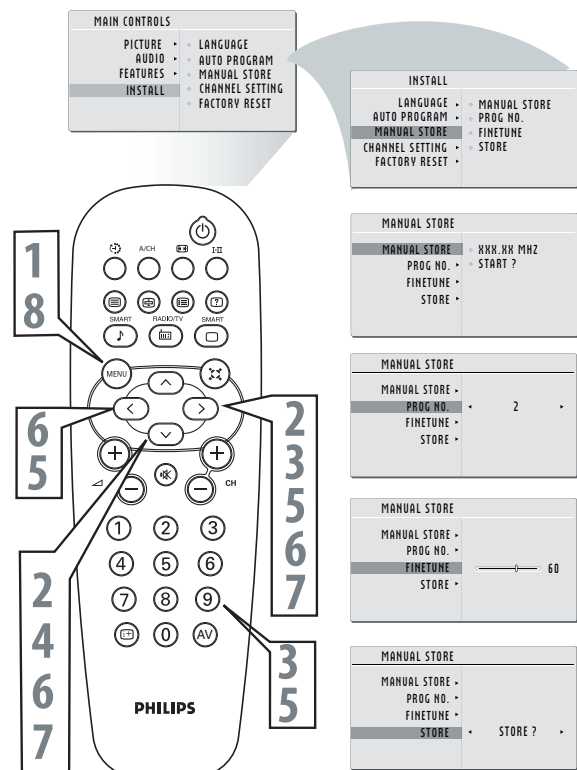 MAIN CONTROLS
PICTURE
AUDIO
FEATURES
INSTALL
LANGUAGE
AUTO PROGRAM
MANUAL STORE
CHANNEL SETTING
FACTORY RESET
INSTALL
LANGUAGE
AUTO PROGRAM
MANUAL STORE
CHANNEL SETTING
FACTORY RESET
MANUAL STORE
PROG NO.
FINETUNE
STORE
MANUAL STORE
MANUAL STORE
PROG NO.
FINETUNE
STORE
XXX.XX MHZ
START ?
MANUAL STORE
MANUAL STORE
PROG NO. 2
FINETUNE
STORE
MANUAL STORE
MANUAL STORE
PROG NO.
FINETUNE 60
STORE
MANUAL STORE
MANUAL STORE
PROG NO.
FINETUNE
STORE STORE ?
A/CH I-II
SMART RADIO/TV SMART
MENU
CH
1 2 3
4 5 6
7 8 9
i+ 0 AV
PHILIPS
1
8
6
5
2
4
6
7
2
3
5
6
7
3
5